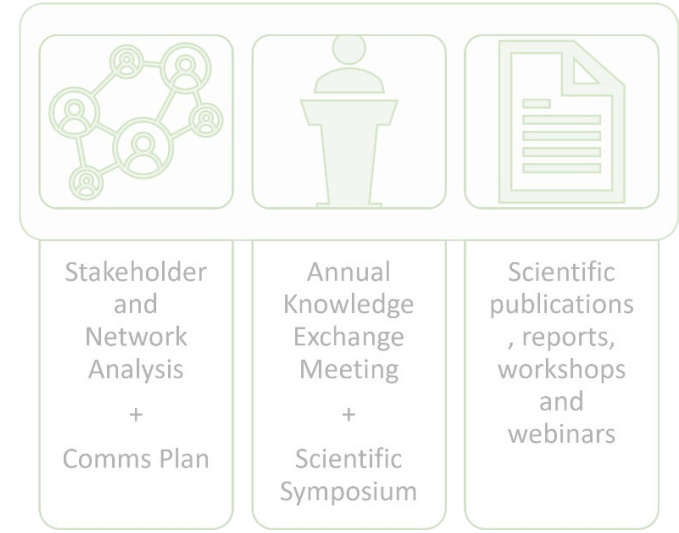 Stakeholder
and
Network
Analysis
+
Comms Plan
Annual
Knowledge
Exchange
Meeting
+
Scientific
Symposium
Scientific
publications
, reports,
workshops
and
webinars